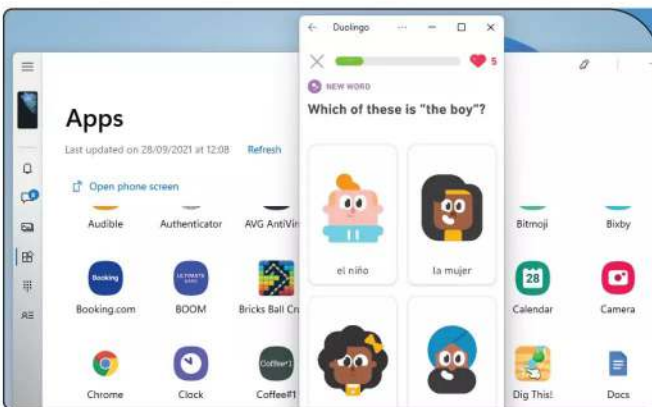 Duolingo
5
NEW WORD
Which of these is "the boy"?
el niño
la mujer
Apps
Last updated on 28/09/2021 at 12:08 Refresh
Open phone screen
Audible Authenticator AVG AntiVir Bitmoji Bixby
Booking
ULTIMATE
28
Booking.com BOOM Bricks Ball Cr Calendar Camera
Coffee#1
Chrome Clock Coffee#1 Dig This! Docs